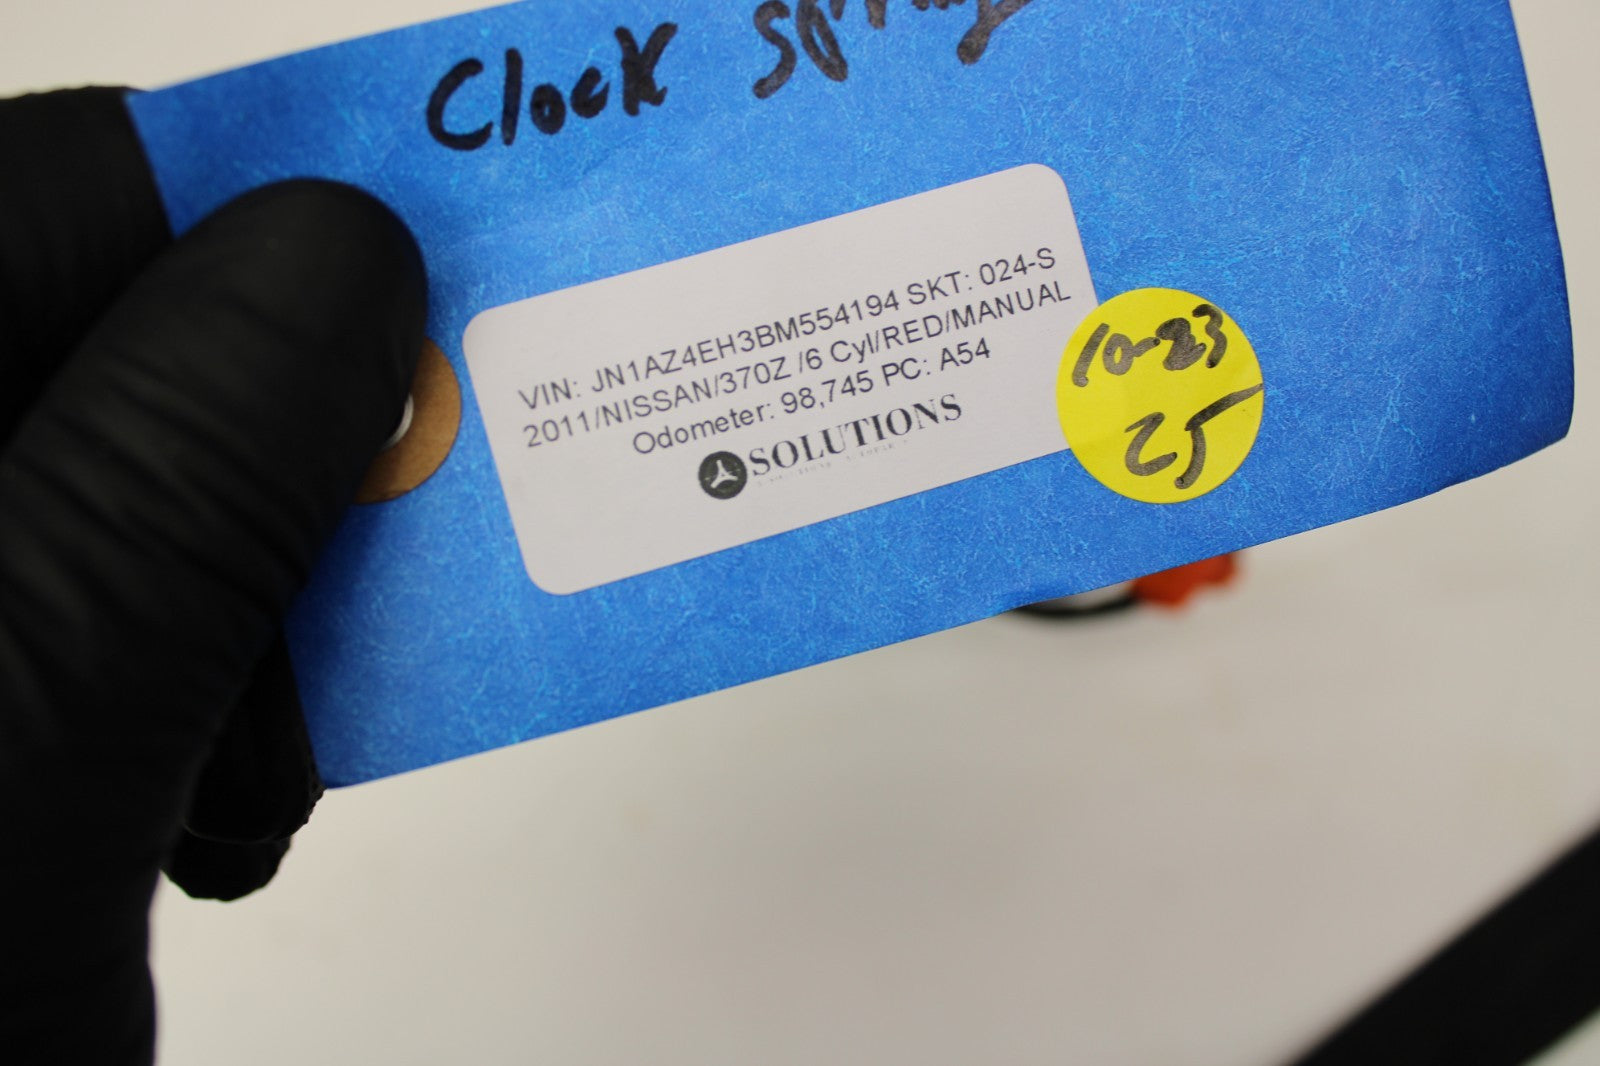 Clock Spring
VIN: JN1AZ4EH3BM554194 SKT: 024-S
2011/NISSAN/370Z /6 Cyl/RED/MANUAL
Odometer: 98,745 PC: A54
SOLUTIONS
10-23
25